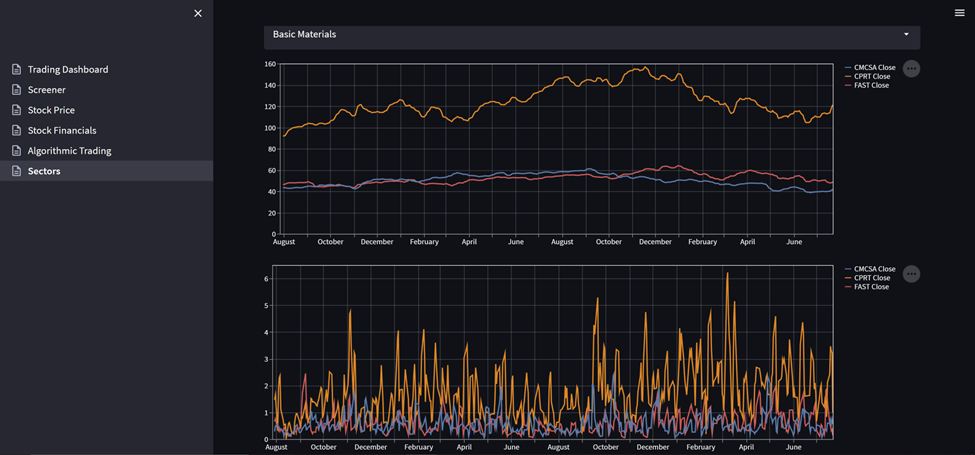 Trading Dashboard
Screener
Stock Price
Stock Financials
Algorithmic Trading
Sectors
Basic Materials
160
140
120
100
80
60
40
20
0
August October December February April June August October December February April June
CMCSA Close
CPRT Close
FAST Close
6
5
4
3
2
1
0
August October December February April June August October December February April June
CMCSA Close
CPRT Close
FAST Close